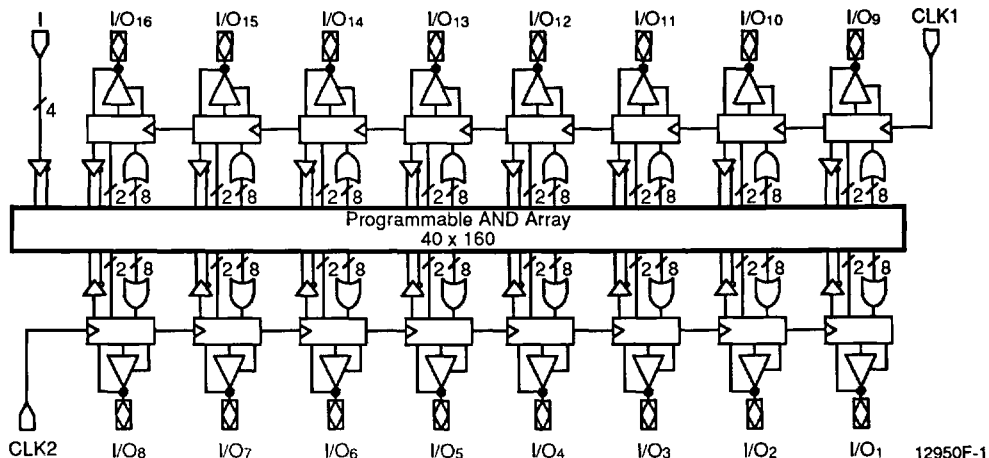 I I/O16 I/O15 I/O14 I/O13 I/O12 I/O11 I/O10 I/O9 CLK1
4
2 8 2 8 2 8 2 8 2 8 2 8 2 8 2 8
Programmable AND Array
40 x 160
2 8 2 8 2 8 2 8 2 8 2 8 2 8 2 8
CLK2 I/O8 I/O7 I/O6 I/O5 I/O4 I/O3 I/O2 I/O1 12950F-1